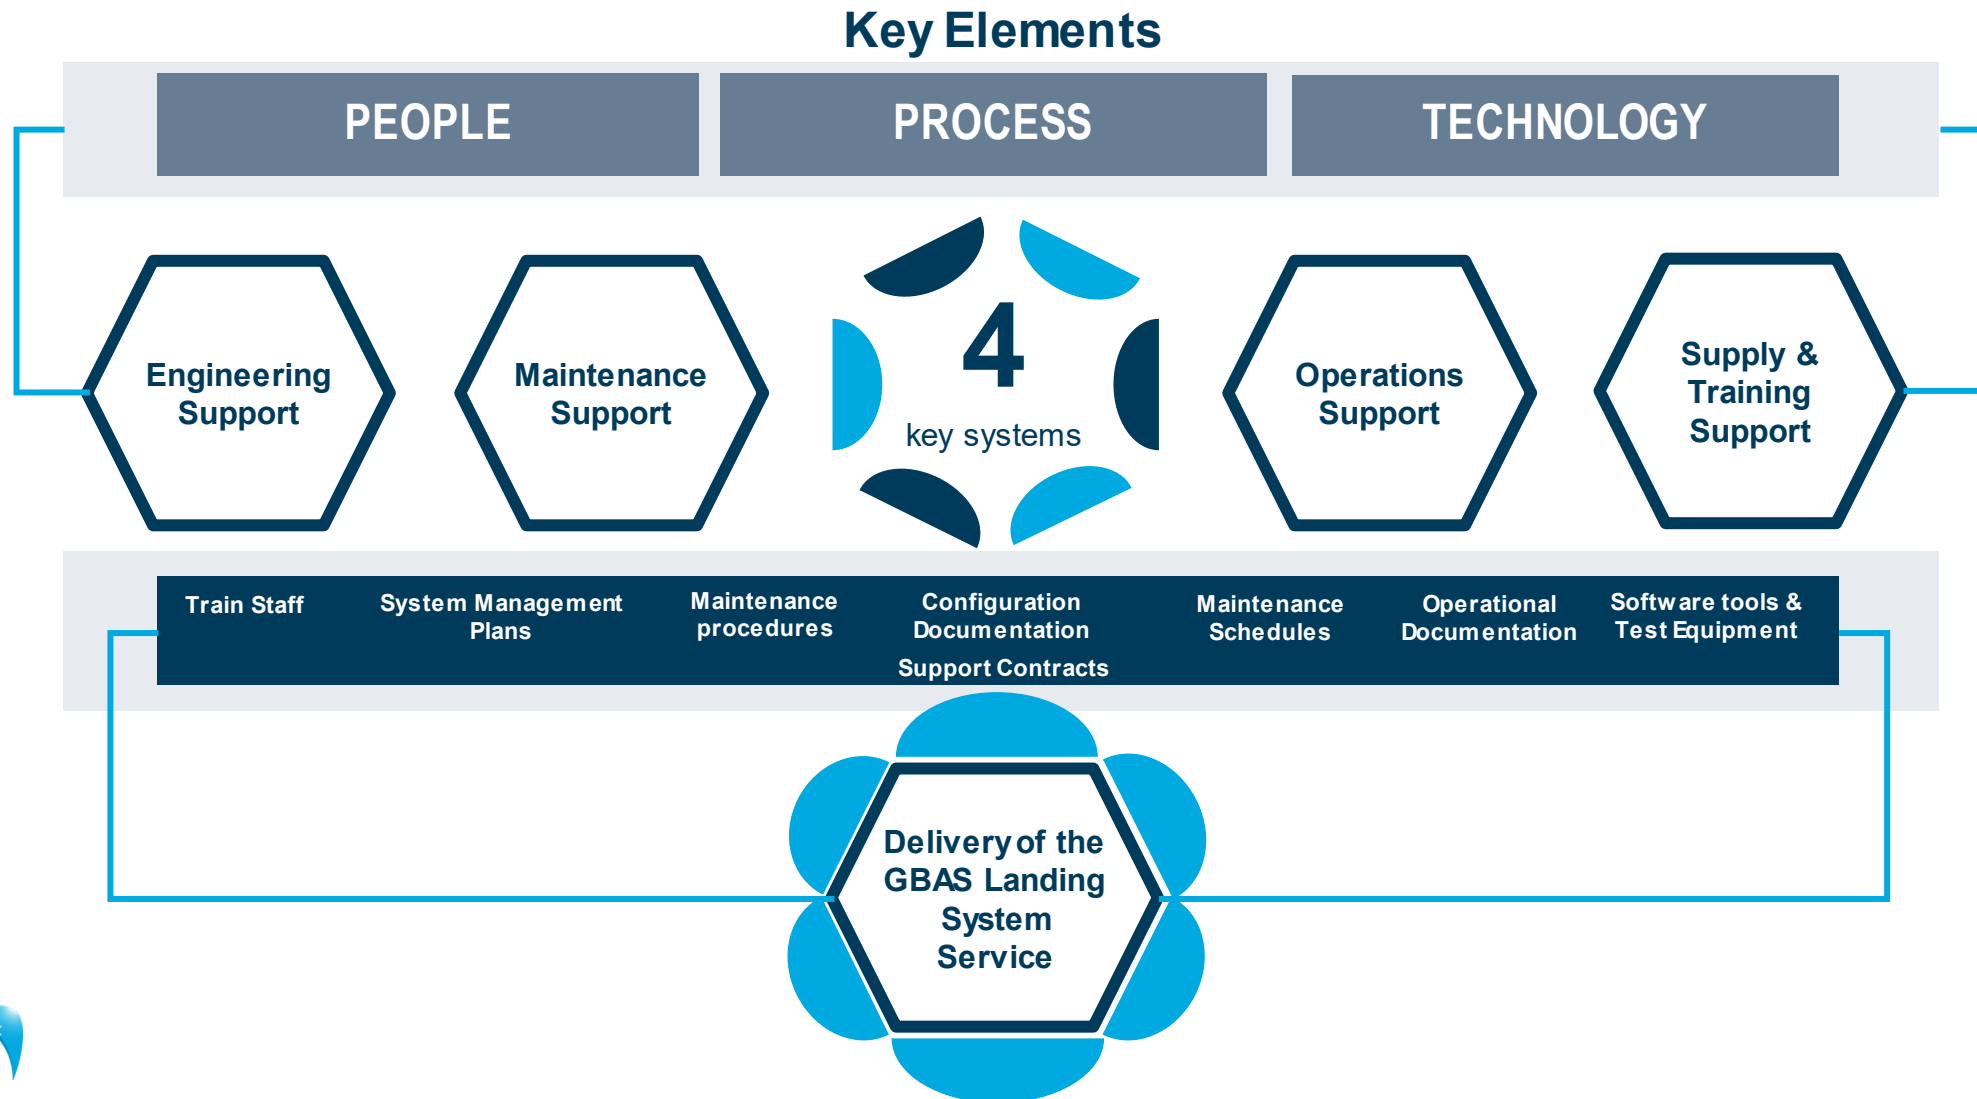 Key Elements
PEOPLE
PROCESS
TECHNOLOGY
Engineering
Support
Maintenance
Support
4
key systems
Operations
Support
Supply &
Training
Support
Train Staff
System Management
Plans
Maintenance
procedures
Configuration
Documentation
Support Contracts
Maintenance
Schedules
Operational
Documentation
Software tools &
Test Equipment
Delivery of the
GBAS Landing
System
Service